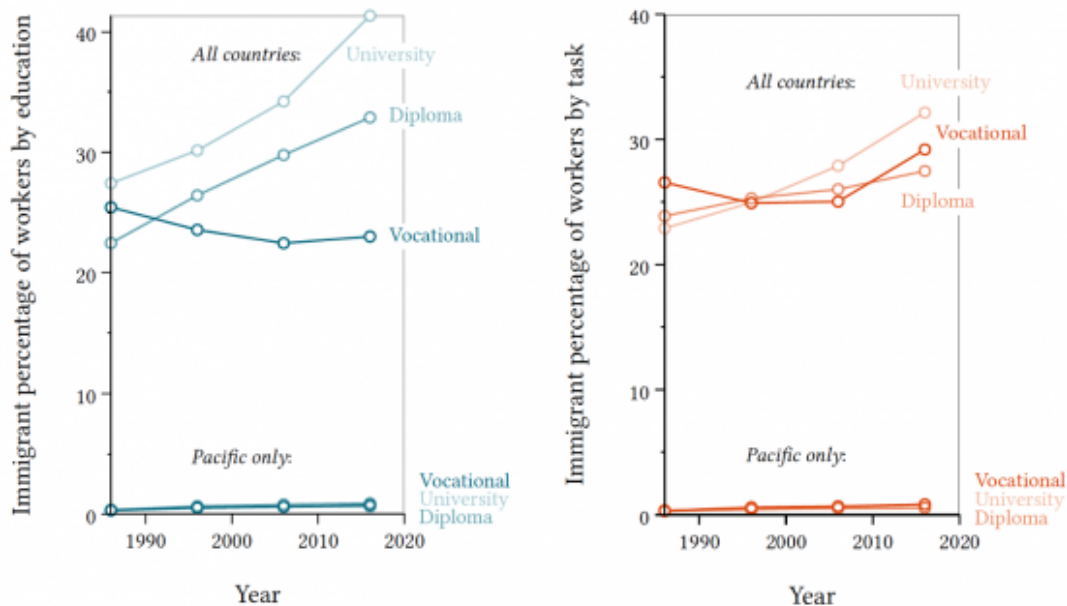 Immigrant percentage of workers by education
40
30
20
10
0
All countries:
University
Diploma
Vocational
Pacific only:
Vocational
University
Diploma
1990
2000
2010
2020
Year
Immigrant percentage of workers by task
40
30
20
10
0
All countries:
University
Vocational
Diploma
Pacific only:
Vocational
University
Diploma
1990
2000
2010
2020
Year